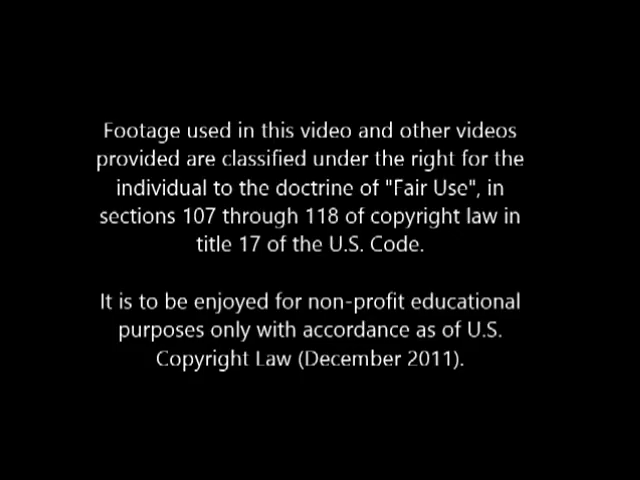 Footage used in this video and other videos
provided are classified under the right for the
individual to the doctrine of "Fair Use", in
sections 107 through 118 of copyright law in
title 17 of the U.S. Code.
It is to be enjoyed for non-profit educational
purposes only with accordance as of U.S.
Copyright Law (December 2011).